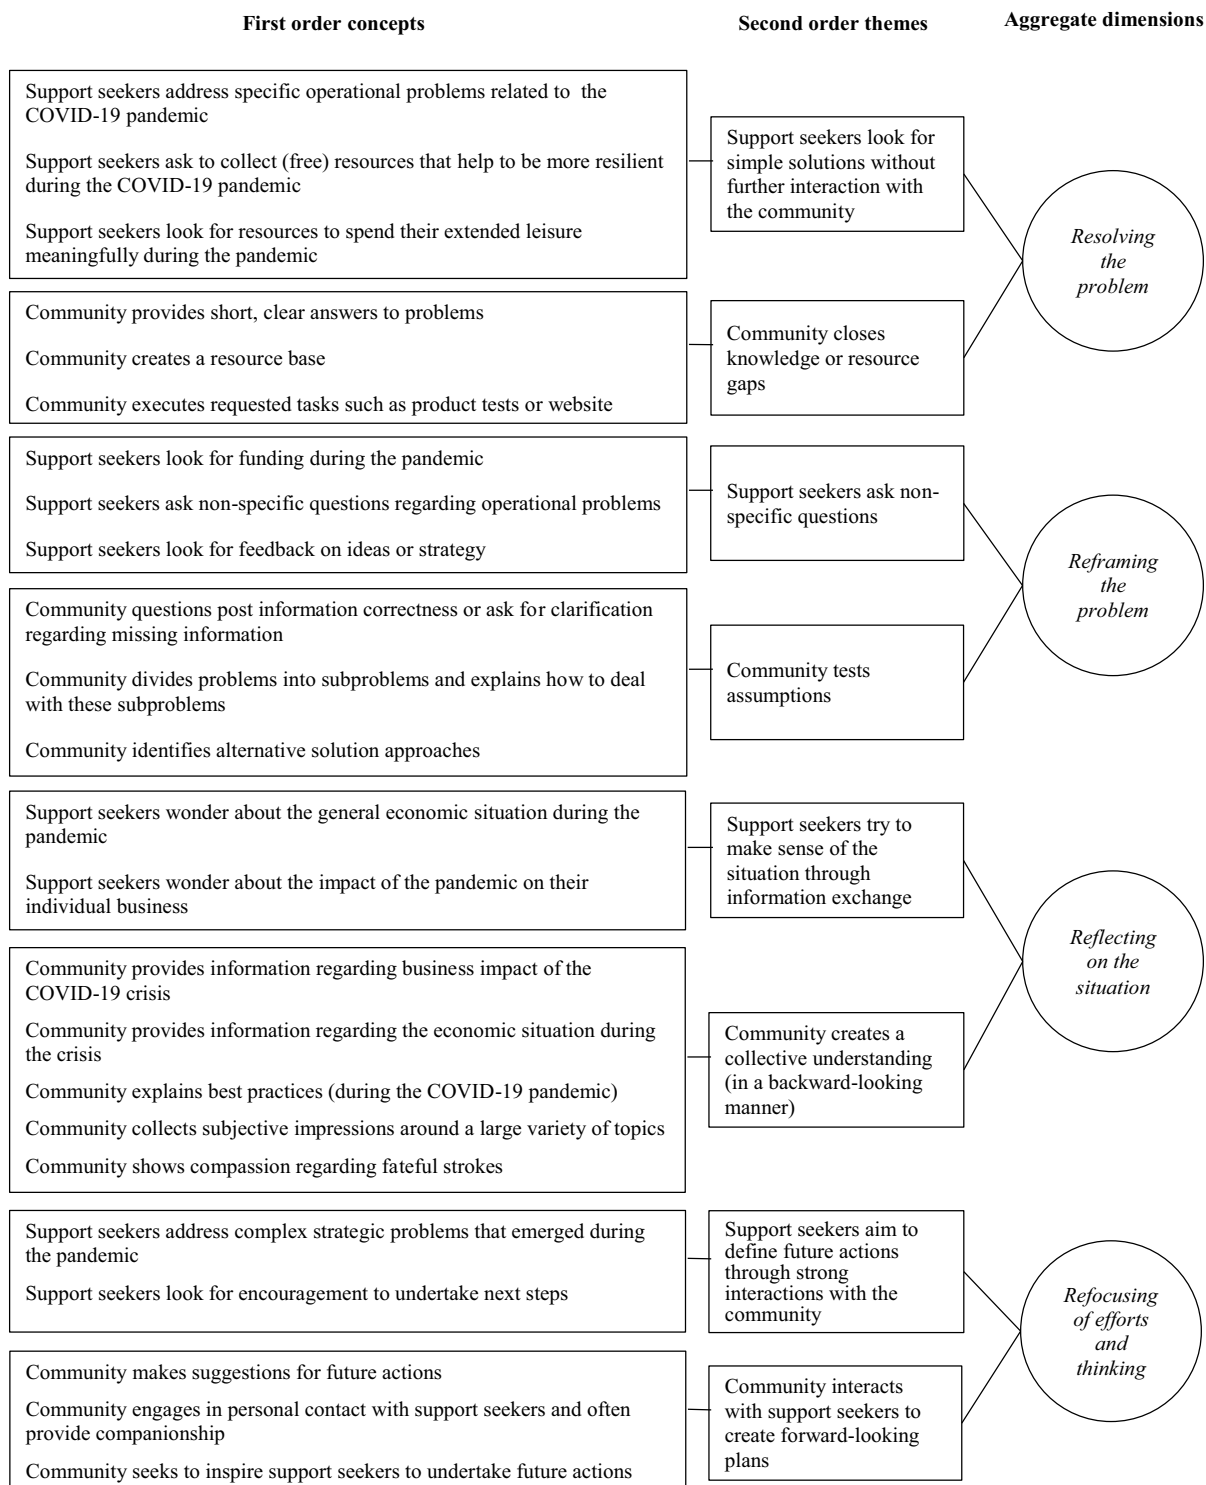 First order concepts
Second order themes
Aggregate dimensions
Support seekers address specific operational problems related to the
COVID-19 pandemic
Support seekers ask to collect (free) resources that help to be more resilient
during the COVID-19 pandemic
Support seekers look for resources to spend their extended leisure
meaningfully during the pandemic
Support seekers look for
simple solutions without
further interaction with
the community
Resolving
the
problem
Community provides short, clear answers to problems
Community creates a resource base
Community executes requested tasks such as product tests or website
Community closes
knowledge or resource
gaps
Support seekers look for funding during the pandemic
Support seekers ask non-specific questions regarding operational problems
Support seekers look for feedback on ideas or strategy
Support seekers ask non-
specific questions
Reframing
the
problem
Community questions post information correctness or ask for clarification
regarding missing information
Community divides problems into subproblems and explains how to deal
with these subproblems
Community identifies alternative solution approaches
Community tests
assumptions
Support seekers wonder about the general economic situation during the
pandemic
Support seekers wonder about the impact of the pandemic on their
individual business
Support seekers try to
make sense of the
situation through
information exchange
Reflecting
on the
situation
Community provides information regarding business impact of the
COVID-19 crisis
Community provides information regarding the economic situation during
the crisis
Community explains best practices (during the COVID-19 pandemic)
Community collects subjective impressions around a large variety of topics
Community shows compassion regarding fateful strokes
Community creates a
collective understanding
(in a backward-looking
manner)
Support seekers address complex strategic problems that emerged during
the pandemic
Support seekers look for encouragement to undertake next steps
Support seekers aim to
define future actions
through strong
interactions with the
community
Refocusing
of efforts
and
thinking
Community makes suggestions for future actions
Community engages in personal contact with support seekers and often
provide companionship
Community seeks to inspire support seekers to undertake future actions
Community interacts
with support seekers to
create forward-looking
plans